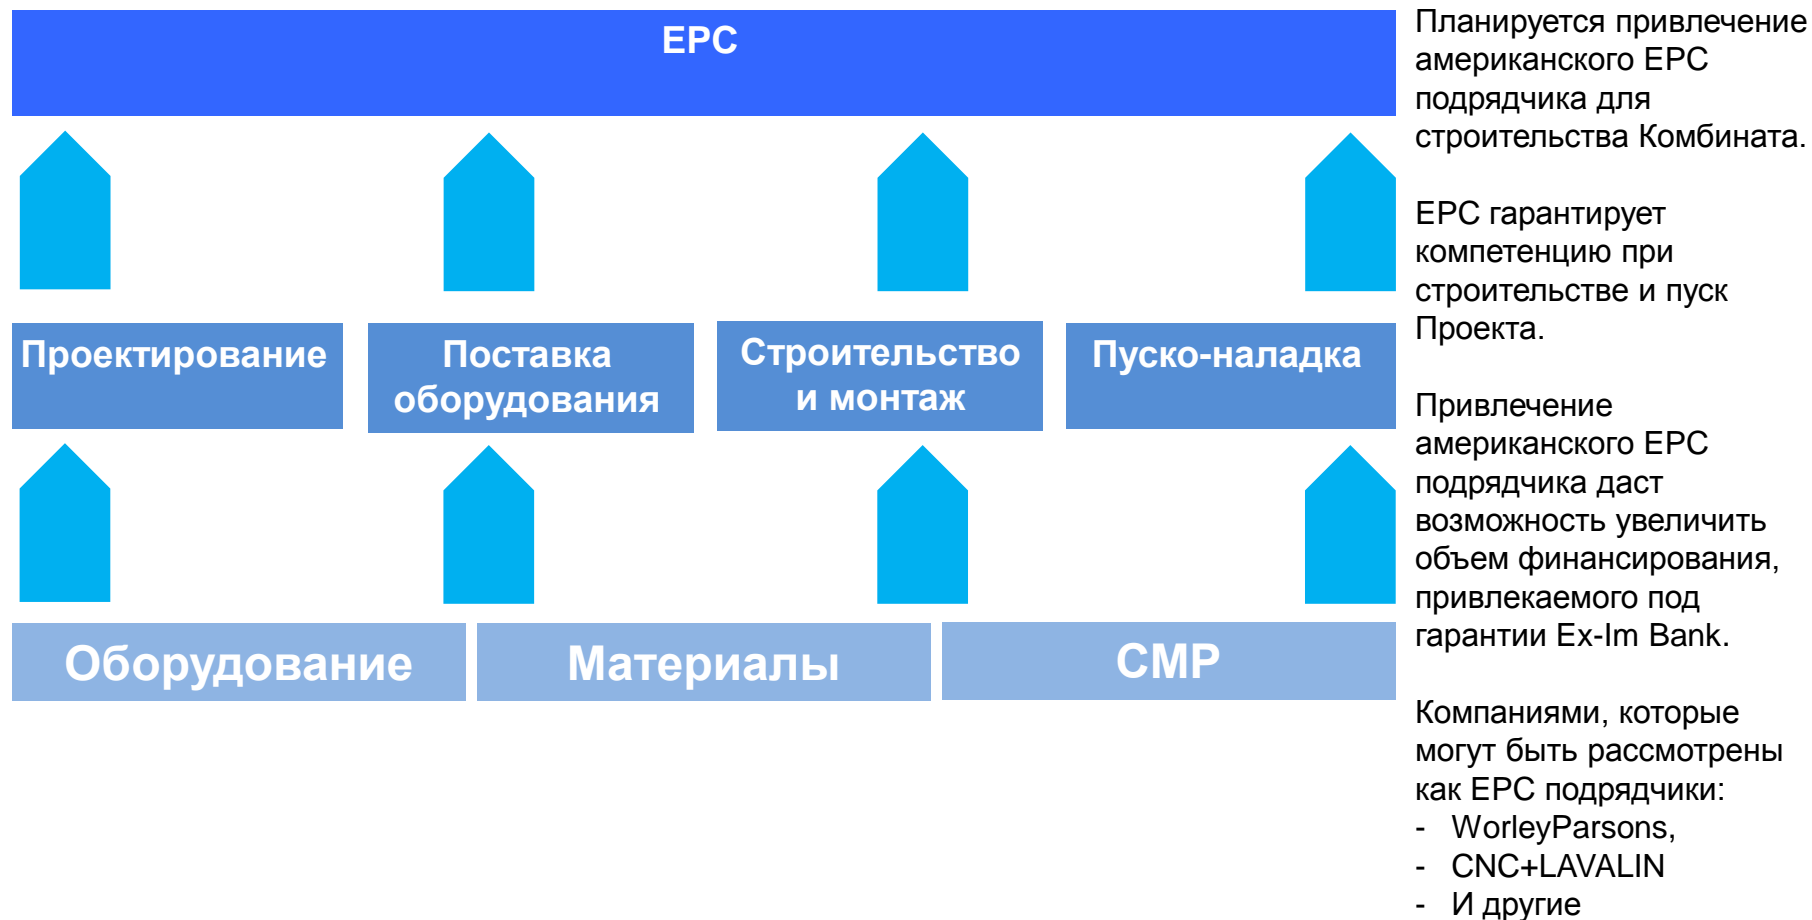 EPC
Проектирование
Поставка
оборудования
Строительство
и монтаж
Пуско-наладка
Оборудование
Материалы
СМР
Планируется привлечение
американского EPC
подрядчика для
строительства Комбината.
EPC гарантирует
компетенцию при
строительстве и пуск
Проекта.
Привлечение
американского EPC
подрядчика даст
возможность увеличить
объем финансирования,
привлекаемого под
гарантии Ex-Im Bank.
Компаниями, которые
могут быть рассмотрены
как EPC подрядчики:
- WorleyParsons,
- CNC+LAVALIN
- И другие